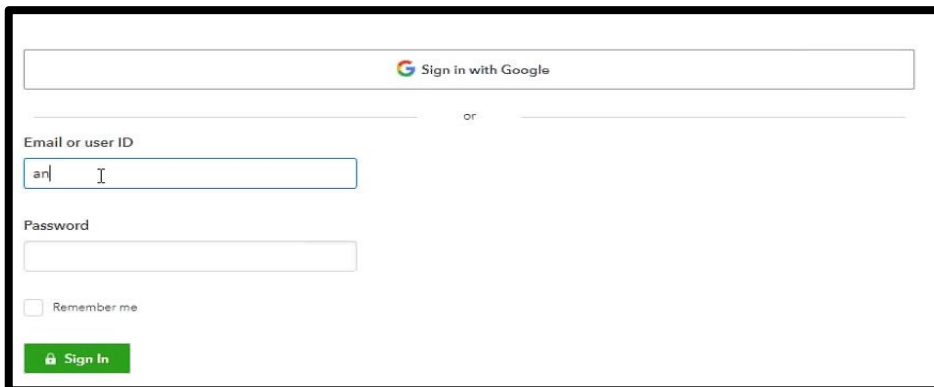 Sign in with Google
or
Email or user ID
an
Password
Remember me
Sign In